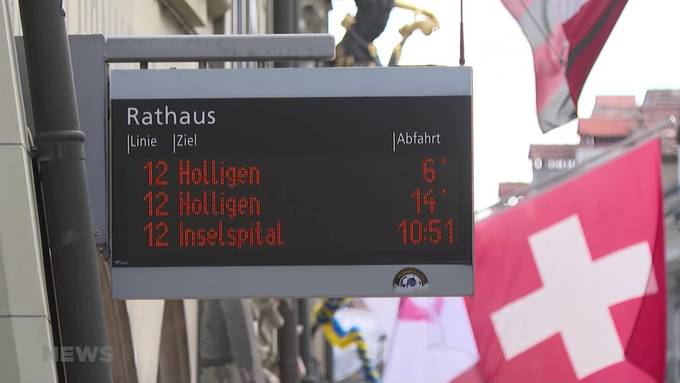 Rathaus
Linie Ziel Abfahrt
12 Holligen 6'
12 Holligen 14'
12 Inselspital 10:51
NEWS